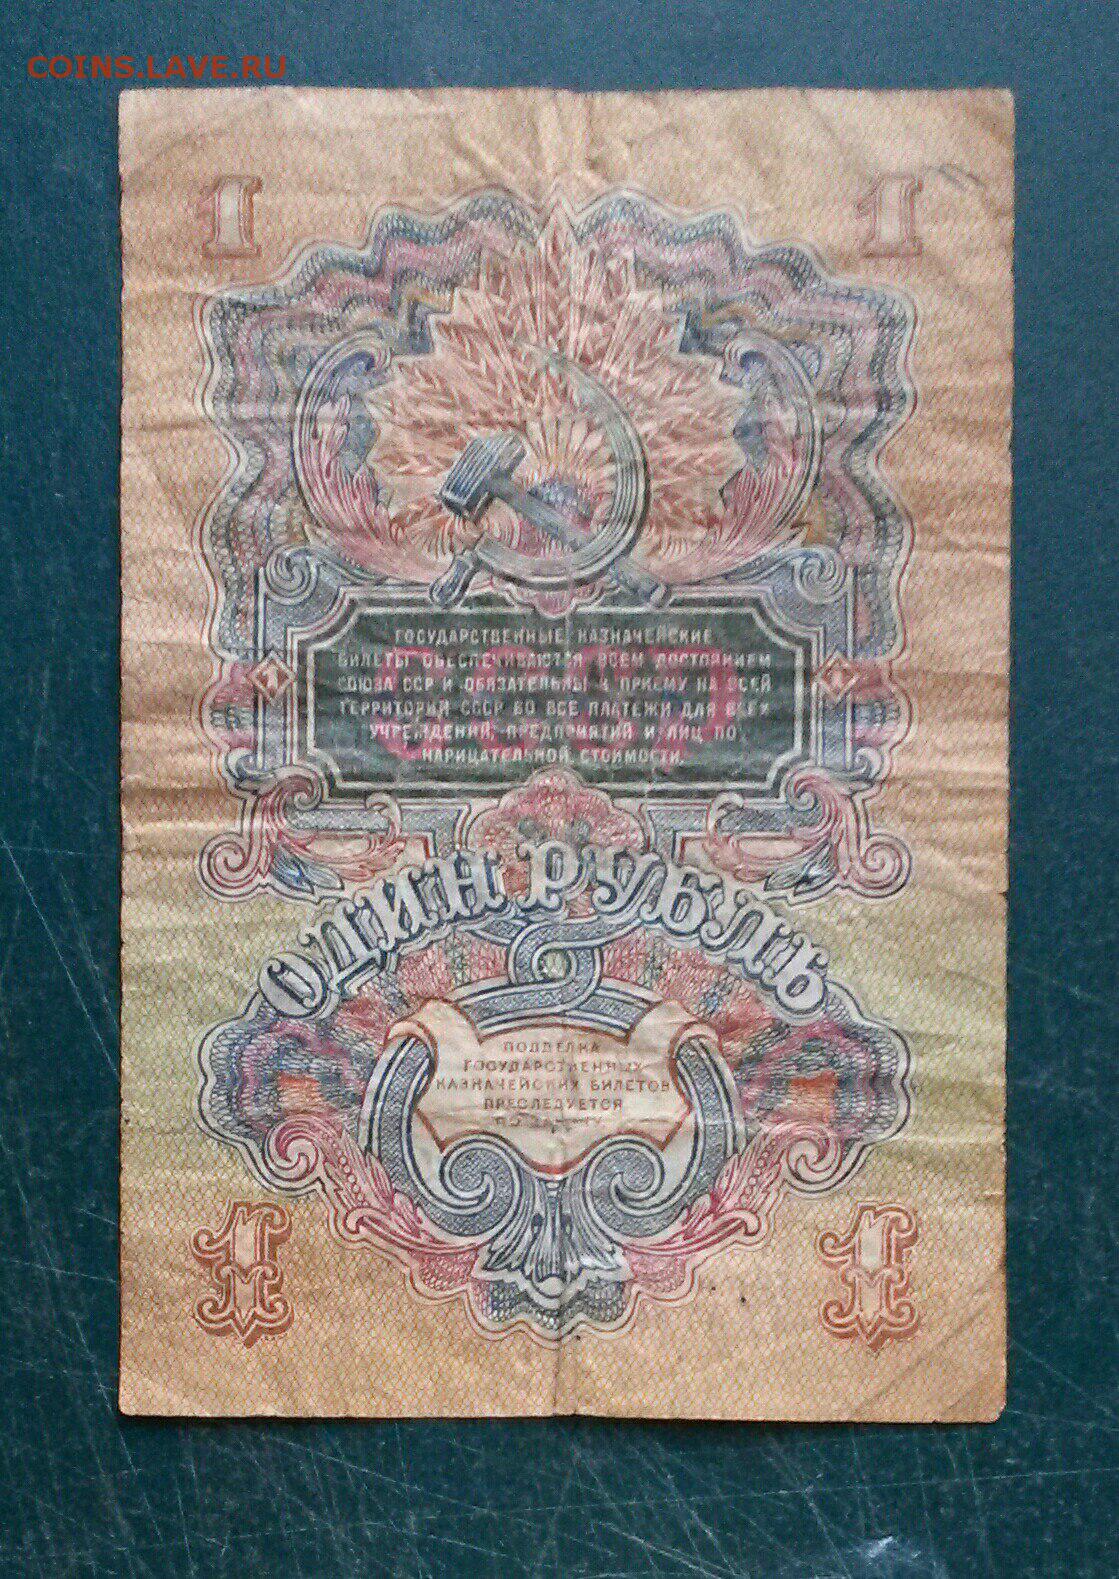 COINS.LAVE.RU
1 1
ГОСУДАРСТВЕННЫЕ КАЗНАЧЕЙСКИЕ
БИЛЕТЫ ОБЕСПЕЧИВАЮТСЯ ВСЕМ ДОСТОЯНИЕМ
СОЮЗА ССР И ОБЯЗАТЕЛЬНЫ К ПРИЕМУ НА ВСЕЙ
1 1
ТЕРРИТОРИИ СССР ВО ВСЕ ПЛАТЕЖИ ДЛЯ ВСЕХ
УЧРЕЖДЕНИЙ, ПРЕДПРИЯТИЙ И ЛИЦ ПО
НАРИЦАТЕЛЬНОЙ СТОИМОСТИ.
ОДИН РУБЛЬ
ПОДДЕЛКА
ГОСУДАРСТВЕННЫХ
КАЗНАЧЕЙСКИХ БИЛЕТОВ
ПРЕСЛЕДУЕТСЯ
ПО ЗАКОНУ
1 1